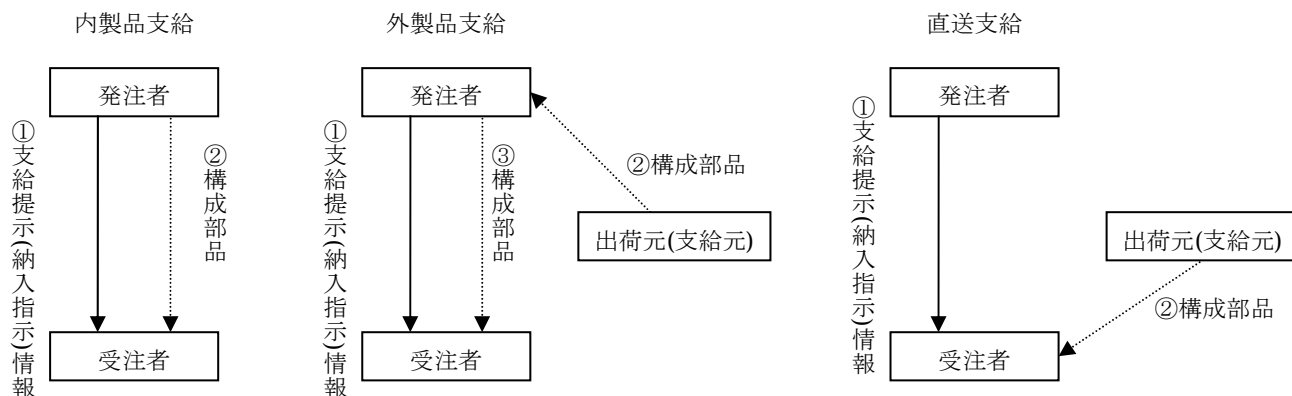 内製品支給
発注者
①支給提示(納入指示)情報
②構成部品
受注者
外製品支給
発注者
①支給提示(納入指示)情報
③構成部品
②構成部品
出荷元(支給元)
受注者
直送支給
発注者
①支給提示(納入指示)情報
出荷元(支給元)
②構成部品
受注者